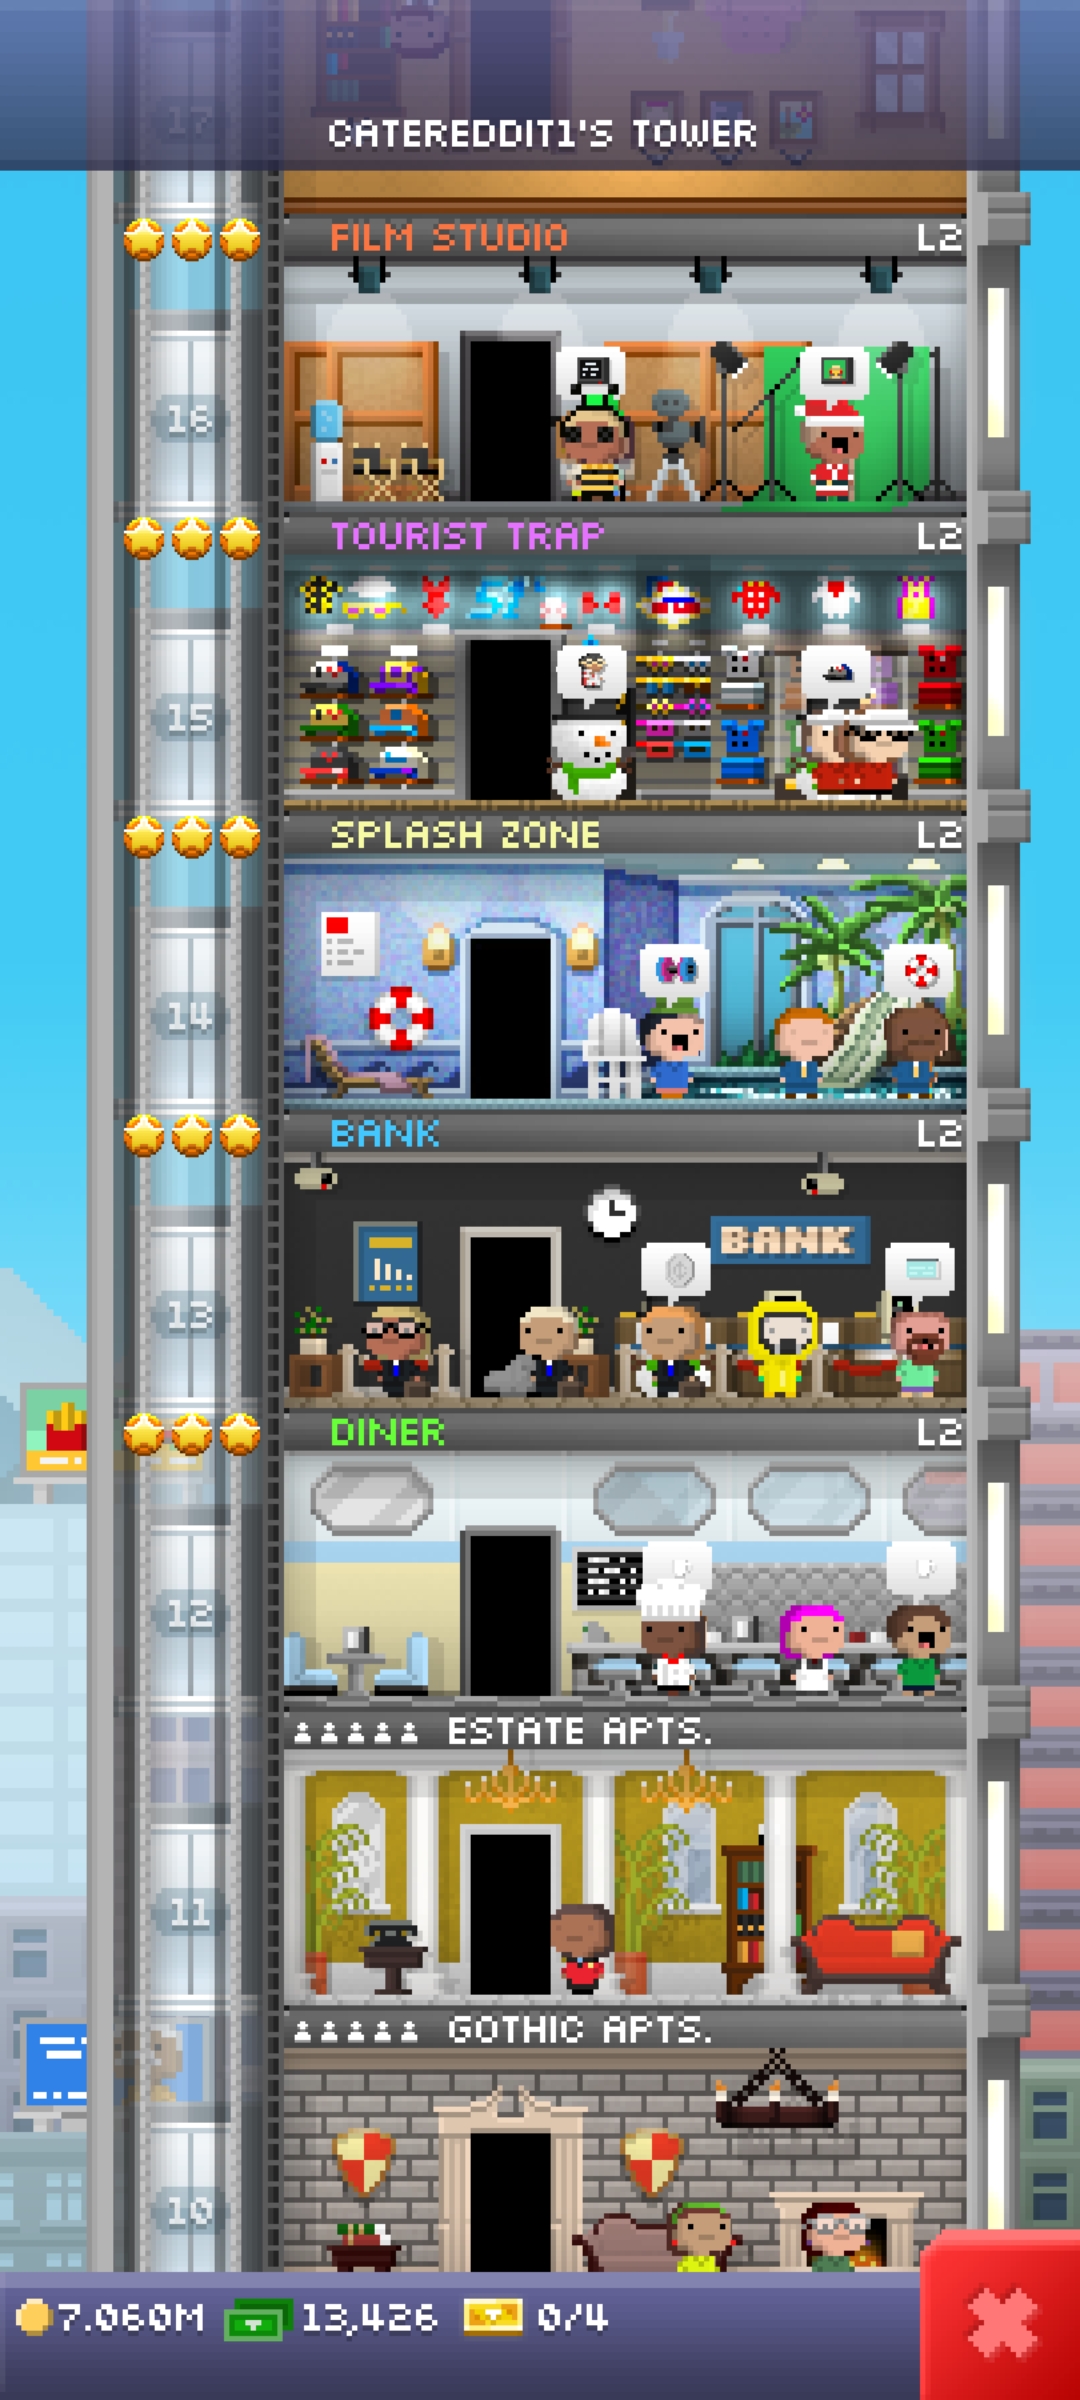 17
CATEREDDIT1'S TOWER
FILM STUDIO L2
16
TOURIST TRAP L2
15
SPLASH ZONE L2
14
BANK L2
BANK
13
DINER L2
12
ESTATE APTS.
11
GOTHIC APTS.
10
7.060M 13,426 0/4